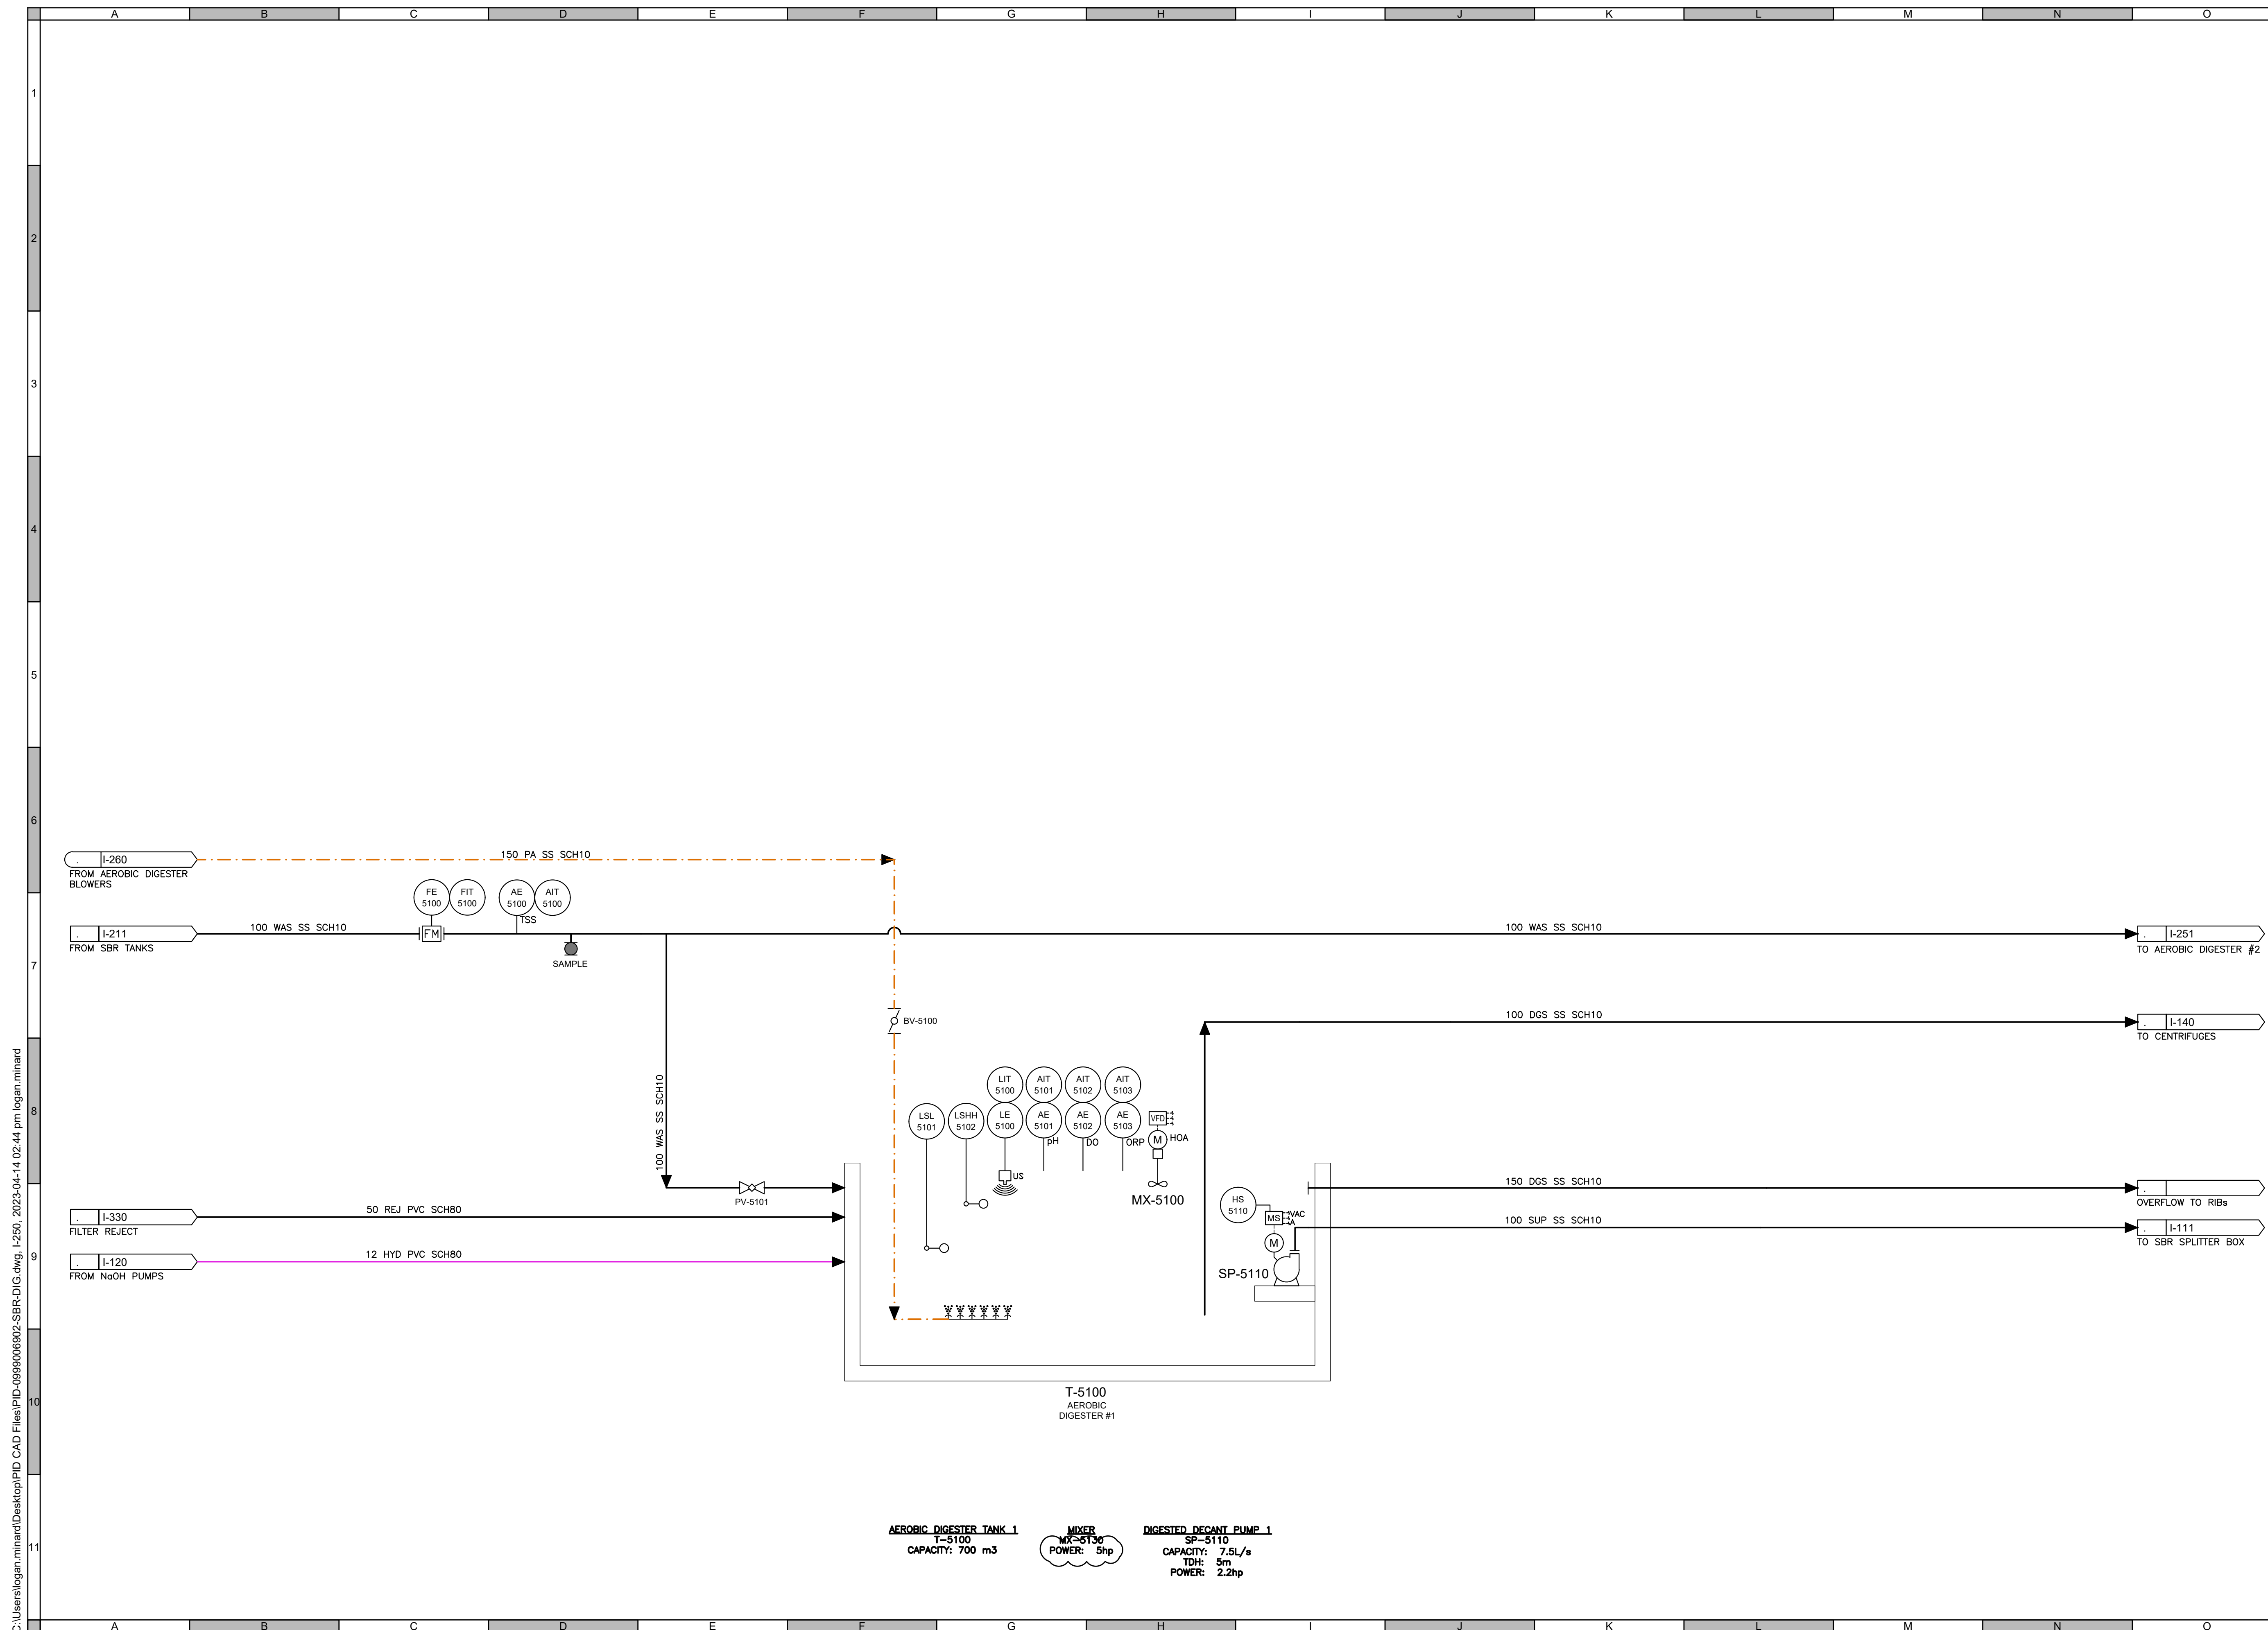 A B C D E F G H I J K L M N O
1
2
3
4
5
6
7
8
9
10
11
. I-260
FROM AEROBIC DIGESTER
BLOWERS
150 PA SS SCH10
FE
5100
FIT
5100
AE
5100
AIT
5100
TSS
. I-211
FROM SBR TANKS
100 WAS SS SCH10
FM
SAMPLE
100 WAS SS SCH10
. I-251
TO AEROBIC DIGESTER #2
BV-5100
100 DGS SS SCH10
. I-140
TO CENTRIFUGES
100 WAS SS SCH10
LIT
5100
AIT
5101
AIT
5102
AIT
5103
LSL
5101
LSHH
5102
LE
5100
AE
5101
AE
5102
AE
5103
pH
DO
ORP
VFD
M
HOA
US
MX-5100
PV-5101
150 DGS SS SCH10
.
OVERFLOW TO RIBs
HS
5110
MS
VAC
A
M
SP-5110
100 SUP SS SCH10
. I-111
TO SBR SPLITTER BOX
. I-330
FILTER REJECT
50 REJ PVC SCH80
. I-120
FROM NaOH PUMPS
12 HYD PVC SCH80
T-5100
AEROBIC
DIGESTER #1
AEROBIC DIGESTER TANK 1
T-5100
CAPACITY: 700 m3
MIXER
MX-5130
POWER: 5hp
DIGESTED DECANT PUMP 1
SP-5110
CAPACITY: 7.5L/s
TDH: 5m
POWER: 2.2hp
C:\Users\logan.minard\Desktop\PID CAD Files\PID-0999006902-SBR-DIG.dwg, I-250, 2023-04-14 02:44 pm logan.minard
A B C D E F G H I J K L M N O